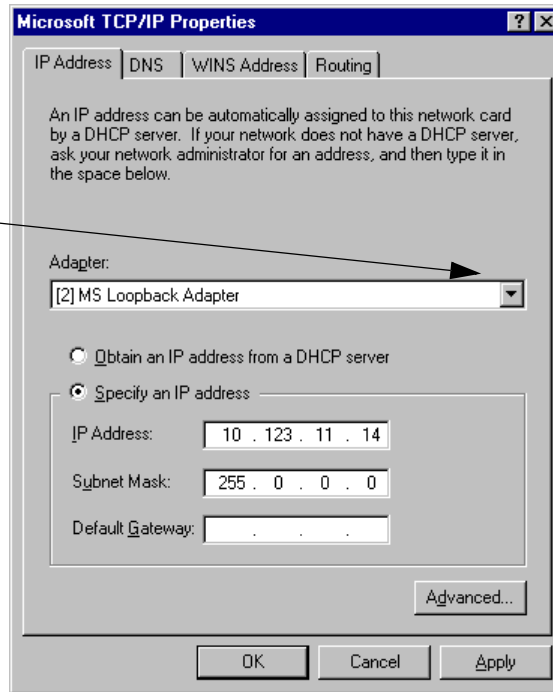 Microsoft TCP/IP Properties
IP Address DNS WINS Address Routing
An IP address can be automatically assigned to this network card
by a DHCP server. If your network does not have a DHCP server,
ask your network administrator for an address, and then type it in
the space below.
Adapter:
[2] MS Loopback Adapter
Obtain an IP address from a DHCP server
Specify an IP address
IP Address: 10 . 123 . 11 . 14
Subnet Mask: 255 . 0 . 0 . 0
Default Gateway: . . .
Advanced...
OK Cancel Apply